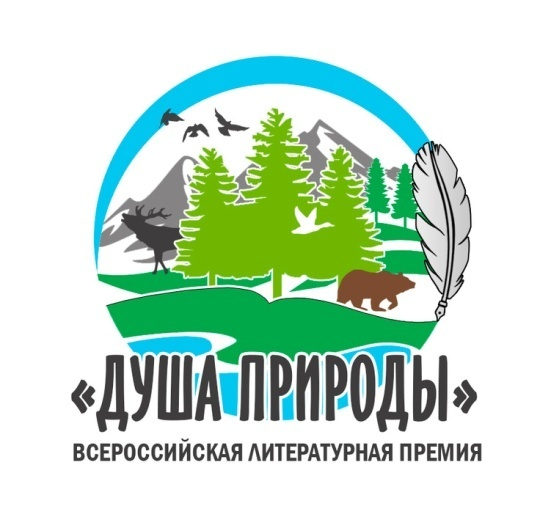 «ДУША ПРИРОДЫ»
ВСЕРОССИЙСКАЯ ЛИТЕРАТУРНАЯ ПРЕМИЯ